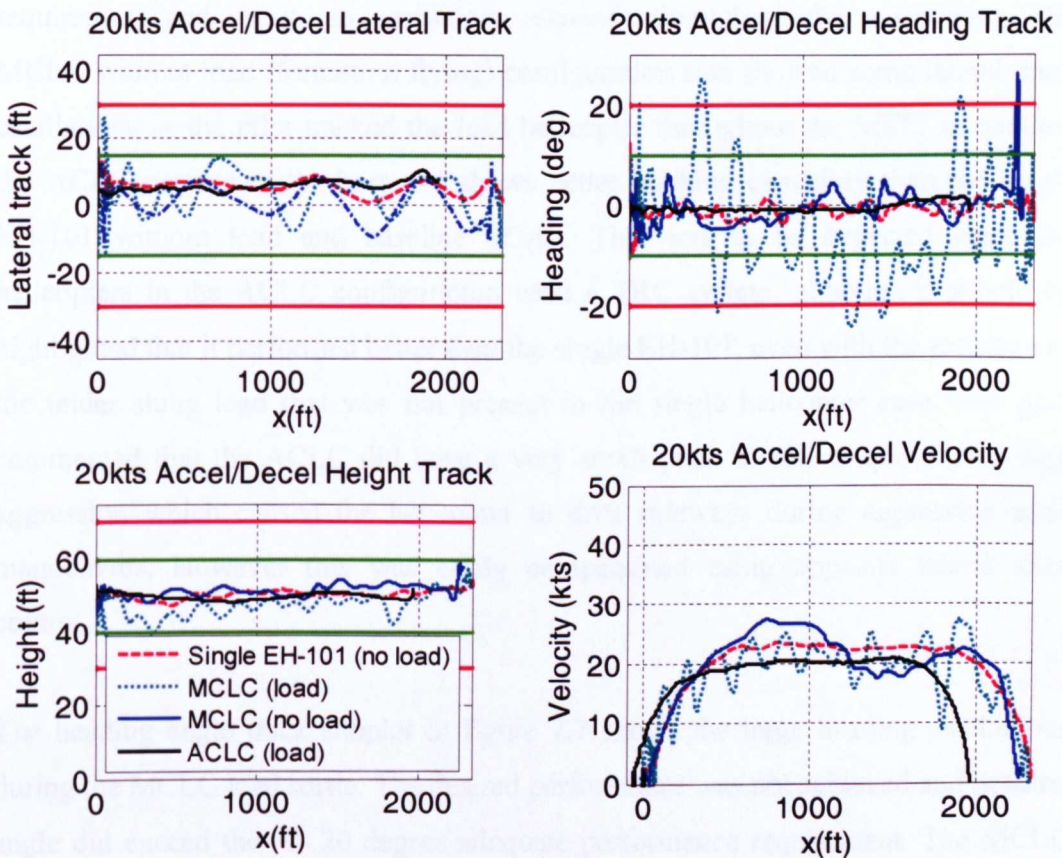 20kts Accel/Decel Lateral Track
Lateral track (ft)
40
20
0
-20
-40
0
1000
2000
x(ft)
20kts Accel/Decel Heading Track
Heading (deg)
20
0
-20
0
1000
2000
x(ft)
20kts Accel/Decel Height Track
Height (ft)
80
60
40
20
0
Single EH-101 (no load)
MCLC (load)
MCLC (no load)
ACLC (load)
0
1000
2000
x(ft)
20kts Accel/Decel Velocity
Velocity (kts)
50
40
30
20
10
0
0
1000
2000
x(ft)